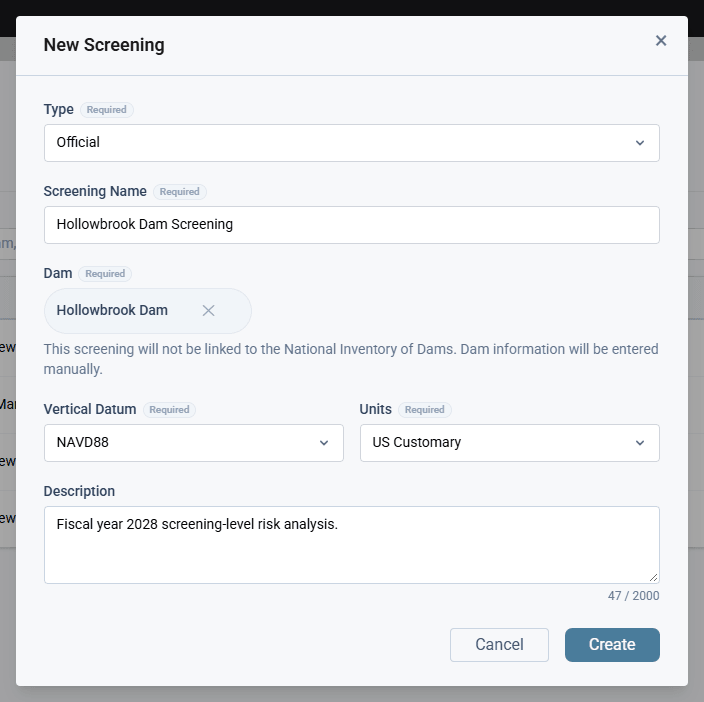 New Screening
Type Required
Official
Screening Name Required
Hollowbrook Dam Screening
Dam Required
Hollowbrook Dam
This screening will not be linked to the National Inventory of Dams. Dam information will be entered
manually.
Vertical Datum Required
Units Required
NAVD88
US Customary
Description
Fiscal year 2028 screening-level risk analysis.
47 / 2000
Cancel
Create